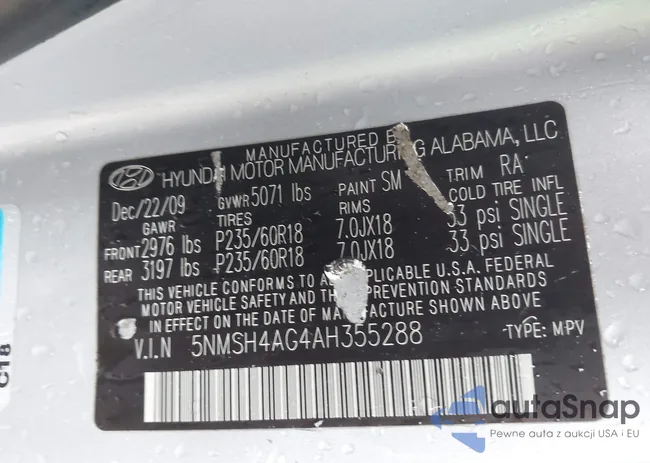 MANUFACTURED BY
HYUNDAI MOTOR MANUFACTURING ALABAMA, LLC
Dec/22/09 GVWR 5071 lbs PAINT SM TRIM RA
GAWR TIRES RIMS COLD TIRE INFL
FRONT 2976 lbs P235/60R18 7.0JX18 33 psi SINGLE
REAR 3197 lbs P235/60R18 7.0JX18 33 psi SINGLE
THIS VEHICLE CONFORMS TO ALL APPLICABLE U.S.A. FEDERAL
MOTOR VEHICLE SAFETY AND THEFT PREVENTION STANDARDS
IN EFFECT ON THE DATE OF MANUFACTURE SHOWN ABOVE.
V.I.N 5NMSH4AG4AH355288 TYPE: MPV
C18
autaSnap
Pewne auta z aukcji USA i EU